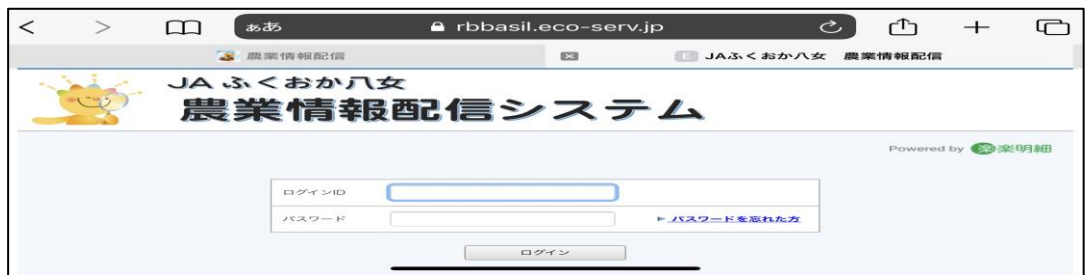 ぁあ rbbasil.eco-serv.jp
農業情報配信 E JAふくおか八女 農業情報配信
JAふくおか八女
農業情報配信システム
Powered by 楽楽明細
ログインID
パスワード ▶ パスワードを忘れた方
ログイン